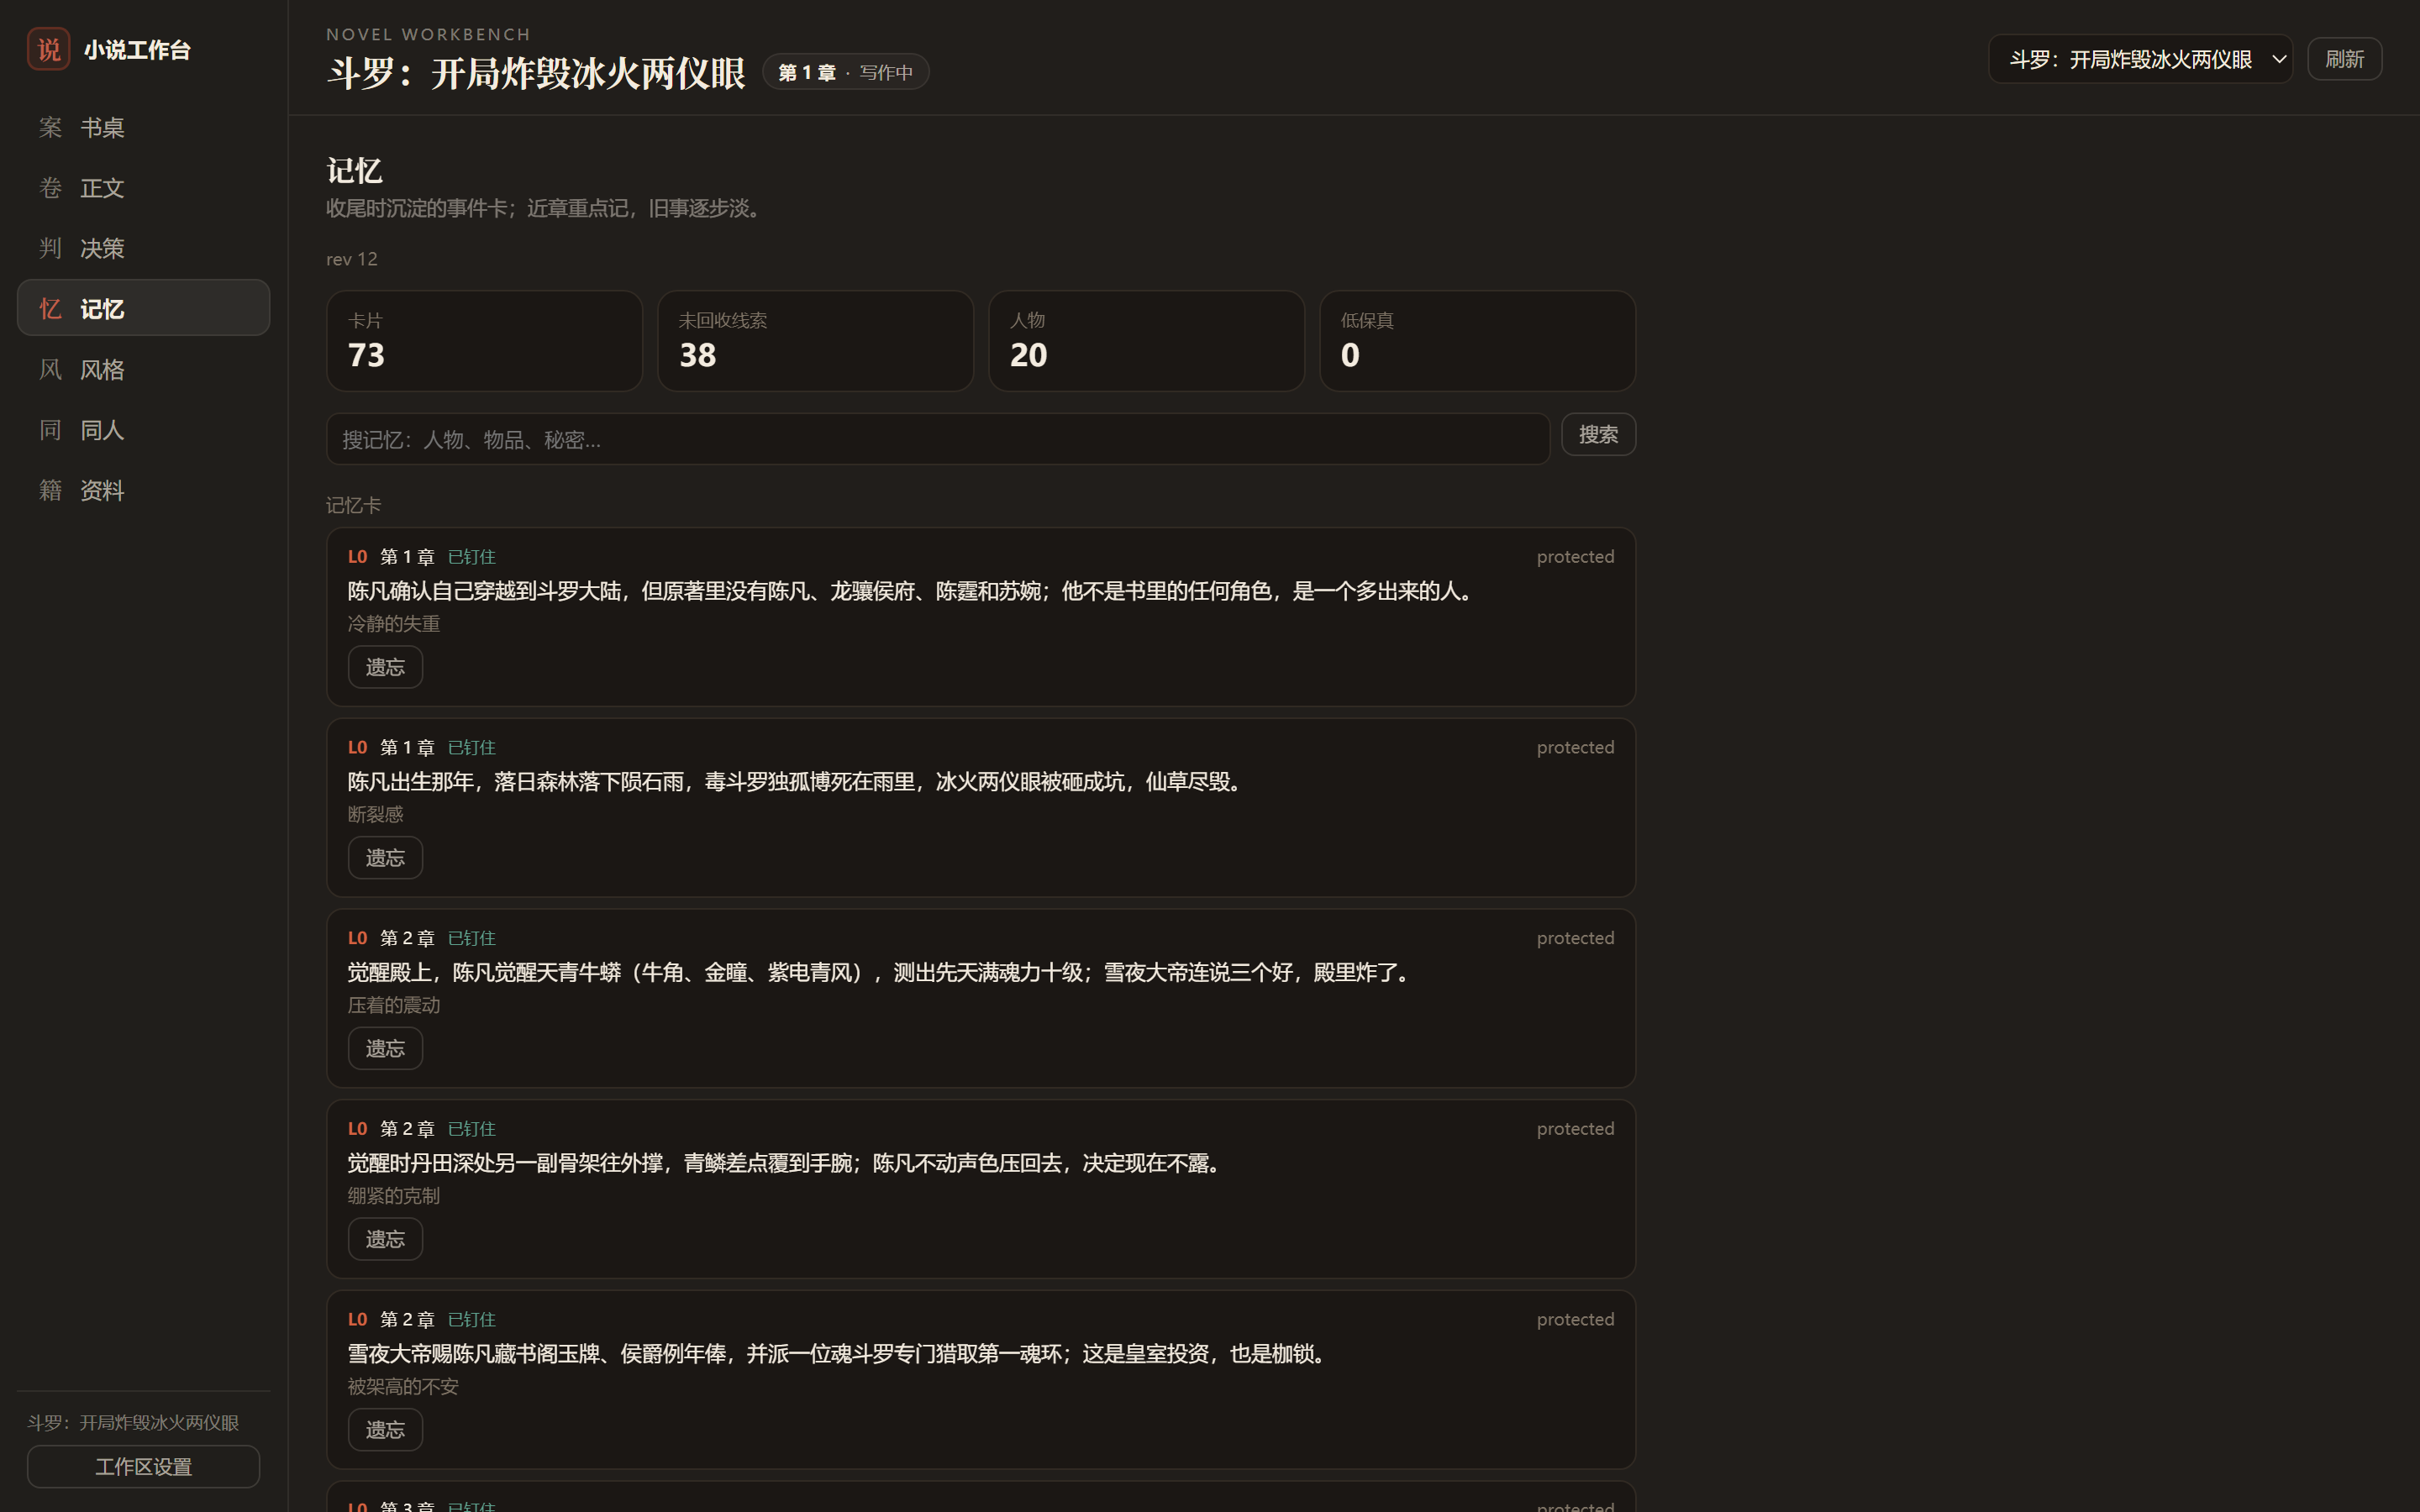 说 小说工作台
案 书桌
卷 正文
判 决策
忆 记忆
风 风格
同 同人
籍 资料
斗罗：开局炸毁冰火两仪眼
工作区设置
NOVEL WORKBENCH
斗罗：开局炸毁冰火两仪眼 第 1 章 · 写作中
斗罗：开局炸毁冰火两仪眼 刷新
记忆
收尾时沉淀的事件卡；近章重点记，旧事逐步淡。
rev 12
卡片
73
未回收线索
38
人物
20
低保真
0
搜记忆：人物、物品、秘密... 搜索
记忆卡
L0 第 1 章 已钉住 protected
陈凡确认自己穿越到斗罗大陆，但原著里没有陈凡、龙骧侯府、陈霆和苏婉；他不是书里的任何角色，是一个多出来的人。
冷静的失重
遗忘
L0 第 1 章 已钉住 protected
陈凡出生那年，落日森林落下陨石雨，毒斗罗独孤博死在雨里，冰火两仪眼被砸成坑，仙草尽毁。
断裂感
遗忘
L0 第 2 章 已钉住 protected
觉醒殿上，陈凡觉醒天青牛蟒（牛角、金瞳、紫电青风），测出先天满魂力十级；雪夜大帝连说三个好，殿里炸了。
压着的震动
遗忘
L0 第 2 章 已钉住 protected
觉醒时丹田深处另一副骨架往外撑，青鳞差点覆到手腕；陈凡不动声色压回去，决定现在不露。
绷紧的克制
遗忘
L0 第 2 章 已钉住 protected
雪夜大帝赐陈凡藏书阁玉牌、侯爵例年俸，并派一位魂斗罗专门猎取第一魂环；这是皇室投资，也是枷锁。
被架高的不安
遗忘
L0 第 3 章 已钉住 protected